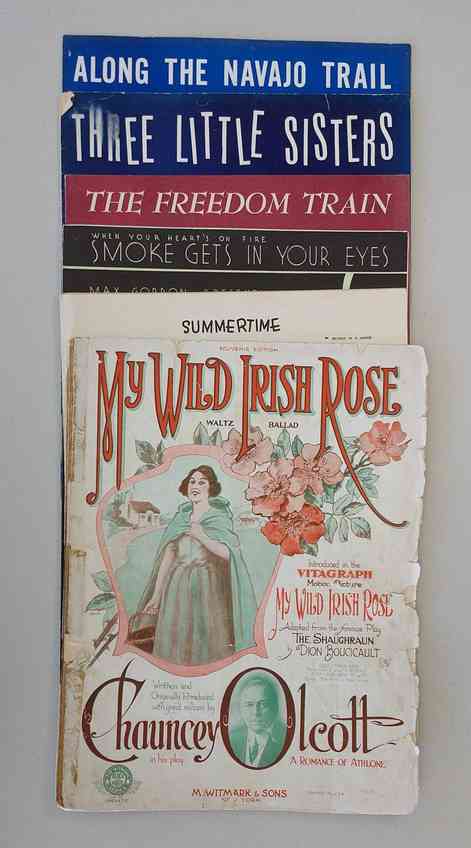 ALONG THE NAVAJO TRAIL
THREE LITTLE SISTERS
THE FREEDOM TRAIN
WHEN YOUR HEART'S ON FIRE
SMOKE GETS IN YOUR EYES
MAX GORDON
SUMMERTIME
SOUVENIR EDITION
MY WILD IRISH ROSE
WALTZ BALLAD
Introduced in the
VITAGRAPH
Motion Picture
MY WILD IRISH ROSE
Adapted from the famous Play
THE SHAUGHRAUN
by DION BOUCICAULT
Written and
Originally Introduced
with great success by
Chauncey Olcott
in his play
A ROMANCE OF ATHLONE
M. WITMARK & SONS
NEW YORK